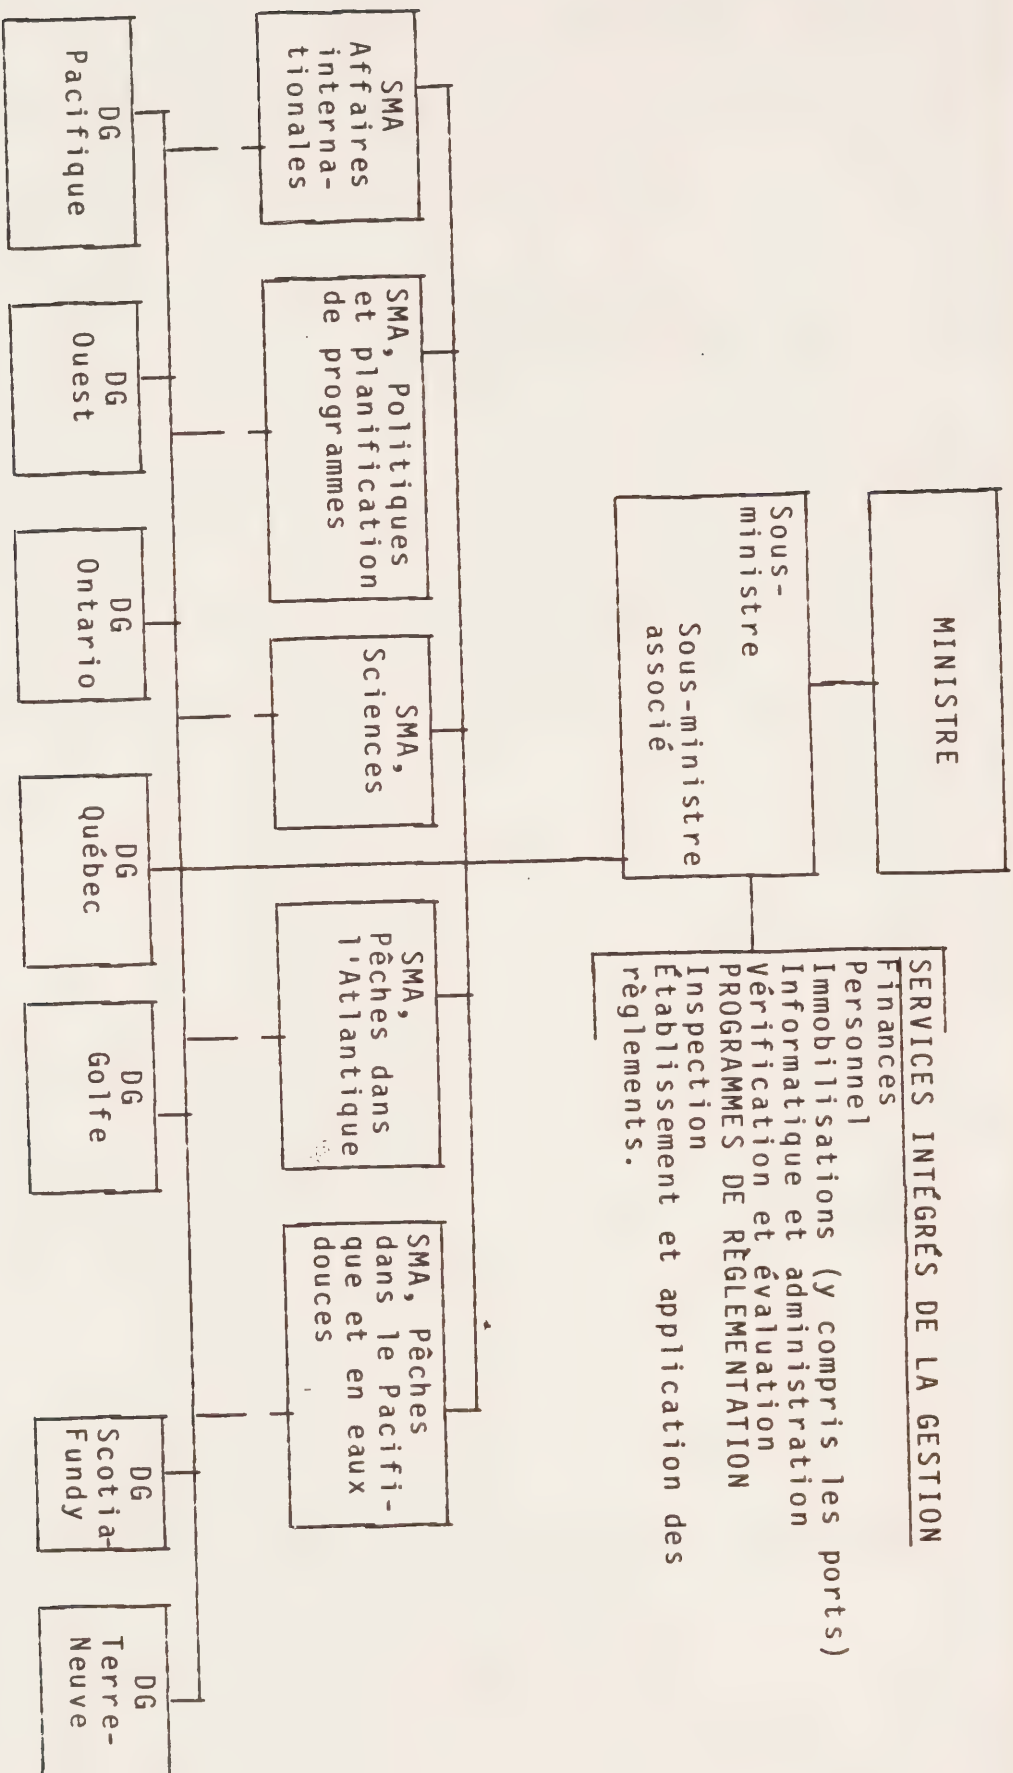 MINISTRE
Sous-
ministre
Sous-ministre
associé
SERVICES INTÉGRÉS DE LA GESTION
Finances
Personnel
Immobilisations (y compris les ports)
Informatique et administration
Vérification et évaluation
PROGRAMMES DE RÈGLEMENTATION
Inspection
Établissement et application des
règlements.
SMA
Affaires
interna-
tionales
SMA, Politiques
et planification
de programmes
SMA,
Sciences
SMA,
Pêches dans
l'Atlantique
SMA, Pêches
dans le Pacifi-
que et en eaux
douces
DG
Pacifique
DG
Ouest
DG
Ontario
DG
Québec
DG
Golfe
DG
Scotia-
Fundy
DG
Terre-
Neuve